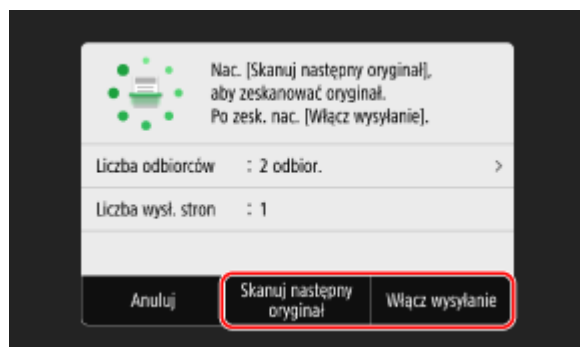 Nac. [Skanuj następny oryginał],
aby zeskanować oryginał.
Po zesk. nac. [Włącz wysyłanie].
Liczba odbiorców : 2 odbior. >
Liczba wysł. stron : 1
Anuluj
Skanuj następny
oryginał
Włącz wysyłanie